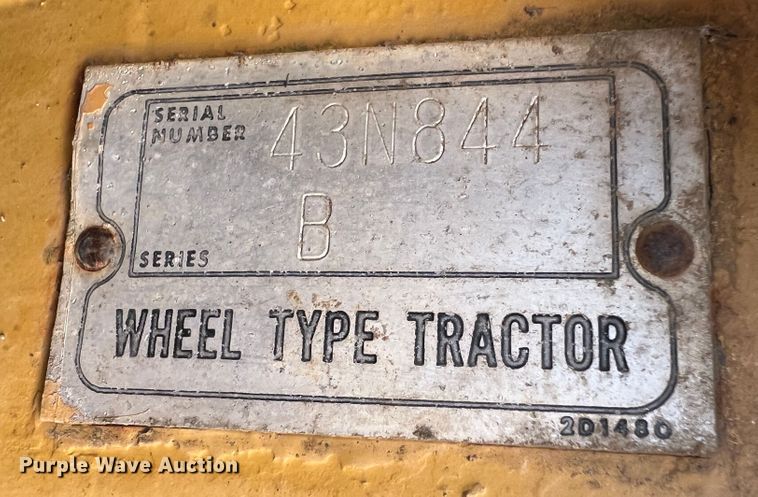 SERIAL
NUMBER 43N844
SERIES B
WHEEL TYPE TRACTOR
2D1480
Purple Wave Auction